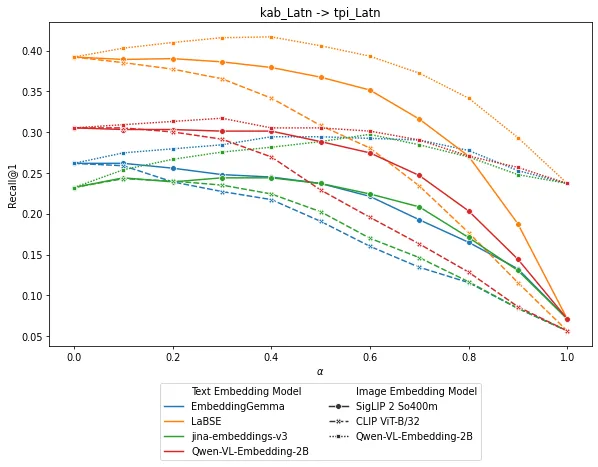 kab_Latn -> tpi_Latn
Recall@1
0.40
0.35
0.30
0.25
0.20
0.15
0.10
0.05
0.0 0.2 0.4 0.6 0.8 1.0
α
Text Embedding Model
EmbeddingGemma
LaBSE
jina-embeddings-v3
Qwen-VL-Embedding-2B
Image Embedding Model
SigLIP 2 So400m
CLIP ViT-B/32
Qwen-VL-Embedding-2B